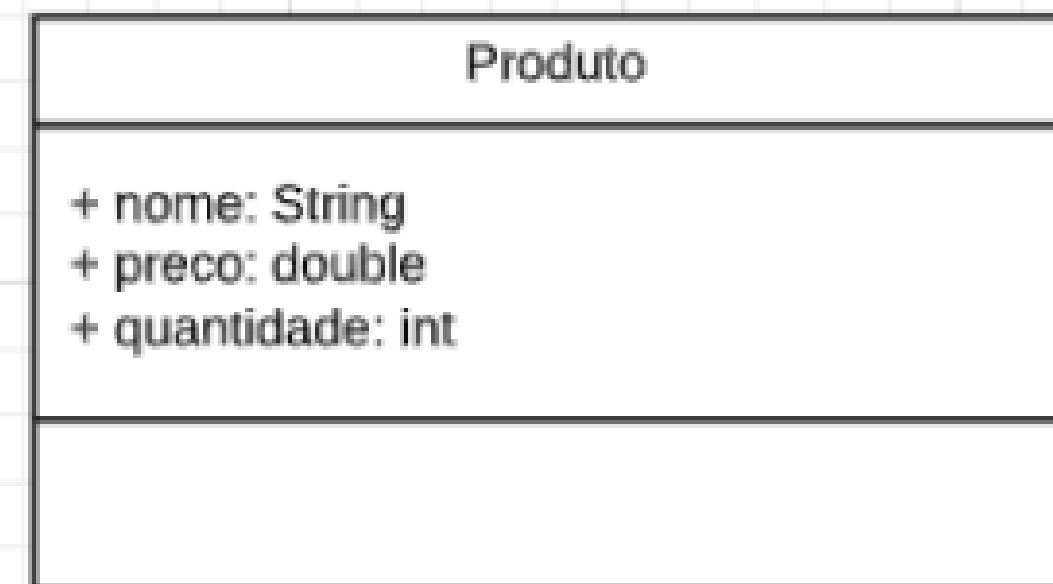 Produto
+ nome: String
+ preco: double
+ quantidade: int